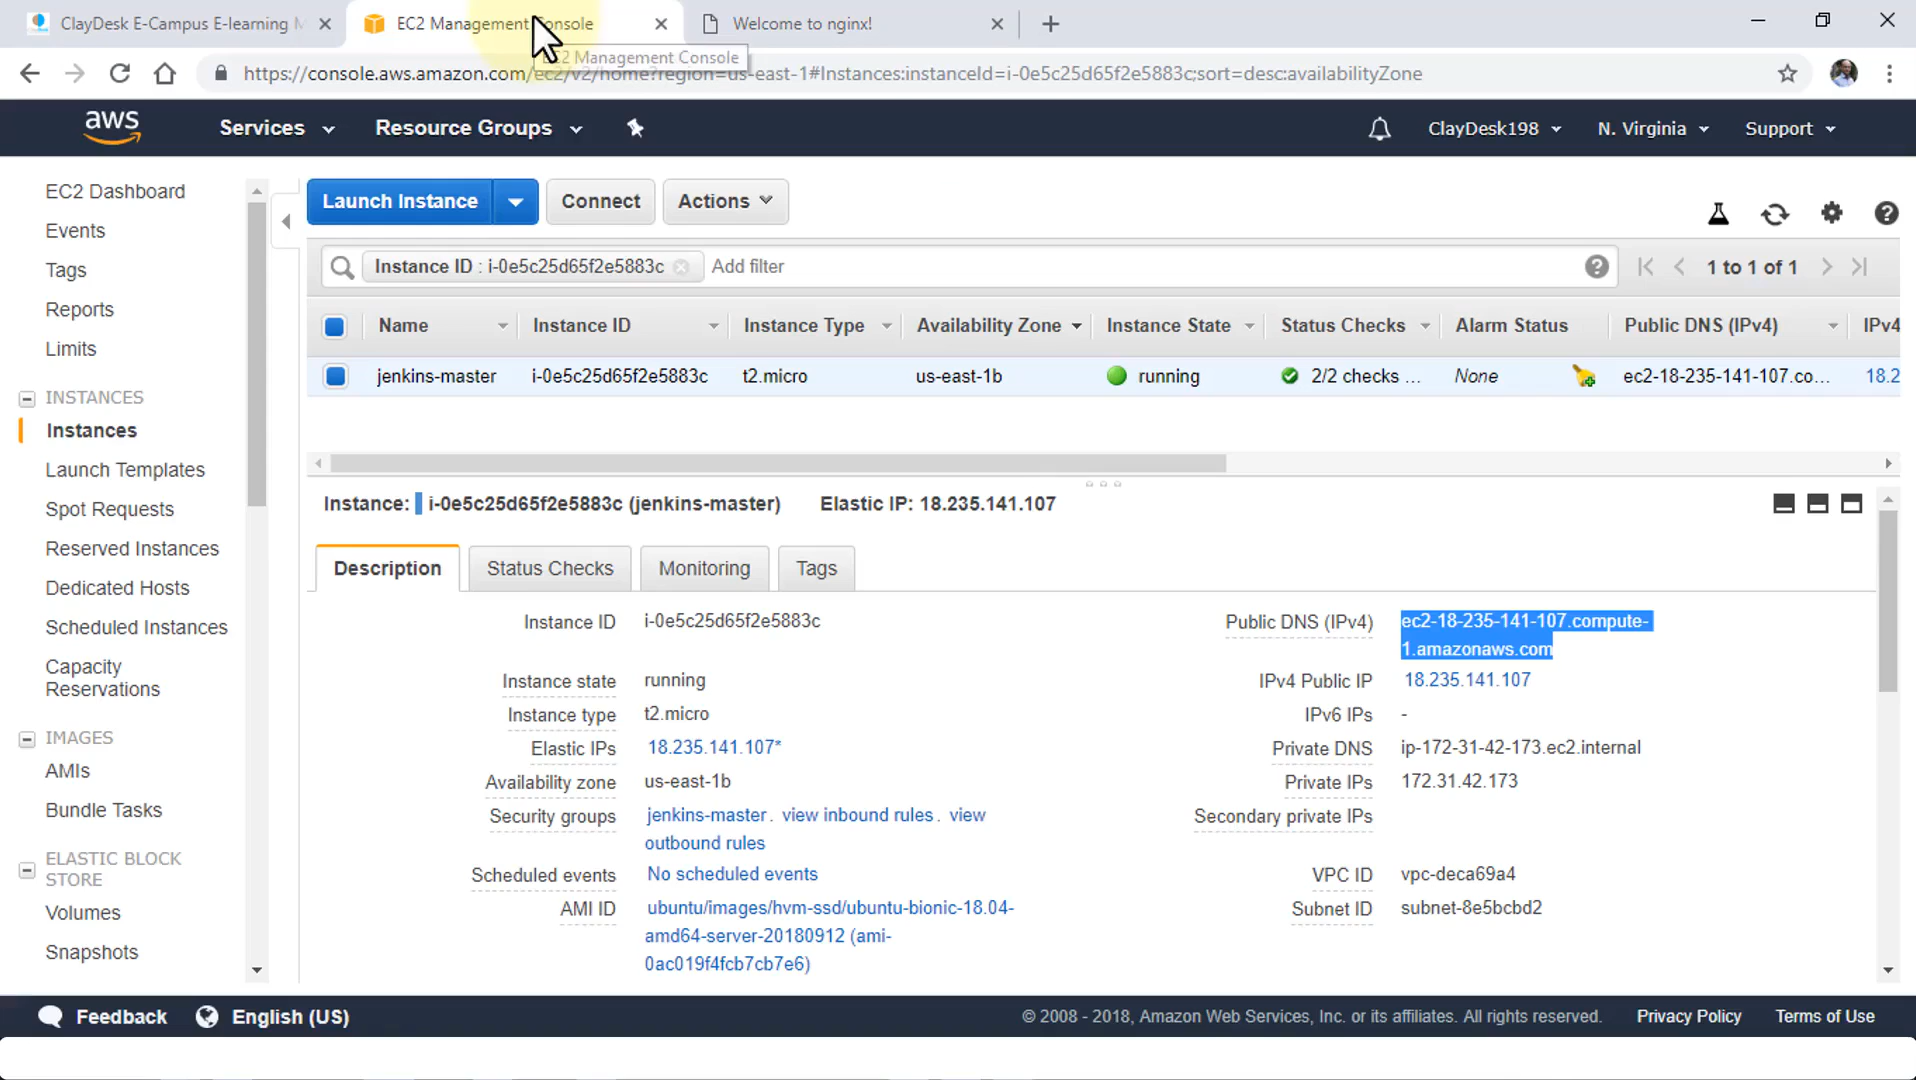 ClayDesk E-Campus E-learning M
EC2 Management Console
Welcome to nginx!
EC2 Management Console
https://console.aws.amazon.com/ec2/v2/home?region=us-east-1#Instances:instanceId=i-0e5c25d65f2e5883c;sort=desc:availabilityZone
aws
Services
Resource Groups
ClayDesk198
N. Virginia
Support
EC2 Dashboard
Events
Tags
Reports
Limits
INSTANCES
Instances
Launch Templates
Spot Requests
Reserved Instances
Dedicated Hosts
Scheduled Instances
Capacity
Reservations
IMAGES
AMIs
Bundle Tasks
ELASTIC BLOCK
STORE
Volumes
Snapshots
Launch Instance
Connect
Actions
Instance ID : i-0e5c25d65f2e5883c
Add filter
1 to 1 of 1
Name
Instance ID
Instance Type
Availability Zone
Instance State
Status Checks
Alarm Status
Public DNS (IPv4)
IPv4
jenkins-master
i-0e5c25d65f2e5883c
t2.micro
us-east-1b
running
2/2 checks ...
None
ec2-18-235-141-107.co...
18.2
Instance: i-0e5c25d65f2e5883c (jenkins-master)
Elastic IP: 18.235.141.107
Description
Status Checks
Monitoring
Tags
Instance ID
i-0e5c25d65f2e5883c
Instance state
running
Instance type
t2.micro
Elastic IPs
18.235.141.107*
Availability zone
us-east-1b
Security groups
jenkins-master. view inbound rules. view
outbound rules
Scheduled events
No scheduled events
AMI ID
ubuntu/images/hvm-ssd/ubuntu-bionic-18.04-
amd64-server-20180912 (ami-
0ac019f4fcb7cb7e6)
Public DNS (IPv4)
ec2-18-235-141-107.compute-
1.amazonaws.com
IPv4 Public IP
18.235.141.107
IPv6 IPs
-
Private DNS
ip-172-31-42-173.ec2.internal
Private IPs
172.31.42.173
Secondary private IPs
VPC ID
vpc-deca69a4
Subnet ID
subnet-8e5bcbd2
Feedback
English (US)
© 2008 - 2018, Amazon Web Services, Inc. or its affiliates. All rights reserved.
Privacy Policy
Terms of Use